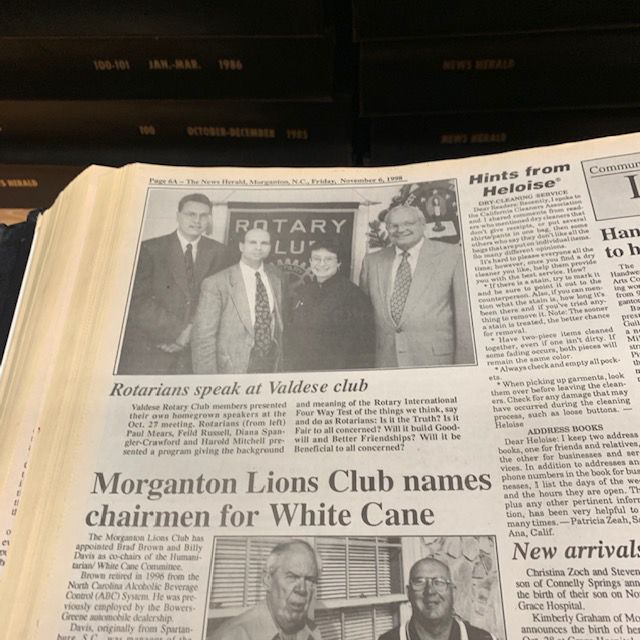 100-101 JAN.-MAR. 1986
NEWS HERALD
100 OCTOBER-DECEMBER 1985
NEWS HERALD
S HERALD
Page 6A – The News Herald, Morganton, N.C., Friday, November 6, 1998
ROTARY
CLUB
Rotarians speak at Valdese club
Valdese Rotary Club members presented
their own homegrown speakers at the
Oct. 27 meeting. Rotarians (from left)
Paul Mears, Feild Russell, Diana Span-
gler-Crawford and Harold Mitchell pre-
sented a program giving the background
and meaning of the Rotary International
Four Way Test of the things we think, say
and do as Rotarians: Is it the Truth? Is it
Fair to all concerned? Will it build Good-
will and Better Friendships? Will it be
Beneficial to all concerned?
Morganton Lions Club names
chairmen for White Cane
The Morganton Lions Club has
appointed Brad Brown and Billy
Davis as co-chairs of the Humani-
tarian/ White Cane Committee.
Brown retired in 1996 from the
North Carolina Alcoholic Beverage
Control (ABC) System. He was pre-
viously employed by the Bowers-
Greene automobile dealership.
Davis, originally from Spartan-
burg, S.C., was manager of the
Hints from
Heloise®
DRY-CLEANING SERVICE
Dear Readers: Recently, I spoke to
the California Cleaners Association
and I shared comments from read-
ers who said dry cleaners that
don't give receipts, or put several
shirts/pants in one bag, then some
others who say they don't like all the
bags that are put on individual items
So many different opinions.
It's hard to please everyone all the
time; however, once you find a dry
cleaner you like, help them provide
you with the best service. How?
* If there is a stain, try to mark it
and be sure to point it out to the
counterperson. Also, if you can men-
tion what the stain is, how long it's
been there and if you've tried any-
thing to remove it. Note: The sooner
a stain is treated, the better chance
for removal.
* Have two-piece items cleaned
together, even if one isn't dirty. If
some fading occurs, both pieces will
remain the same color.
* Always check and empty all pock-
ets.
* When picking up garments, look
them over before leaving the clean-
ers. Check for any damage that may
have occurred during the cleaning
process, such as loose buttons. —
Heloise
ADDRESS BOOKS
Dear Heloise: I keep two address
books, one for friends and relatives,
the other for businesses and ser-
vices. In addition to addresses an
phone numbers in the book for bus
nesses, I list the days of the we
and the hours they are open. Th
plus any other pertinent inform
tion, has been very helpful to
many times. — Patricia Zeah, S
Ana, Calif.
New arrivals
Christina Zoch and Steven
son of Connelly Springs ann
the birth of their son on No
Grace Hospital.
Kimberly Graham of M
announces the birth of he
Commun
Han
to h
The